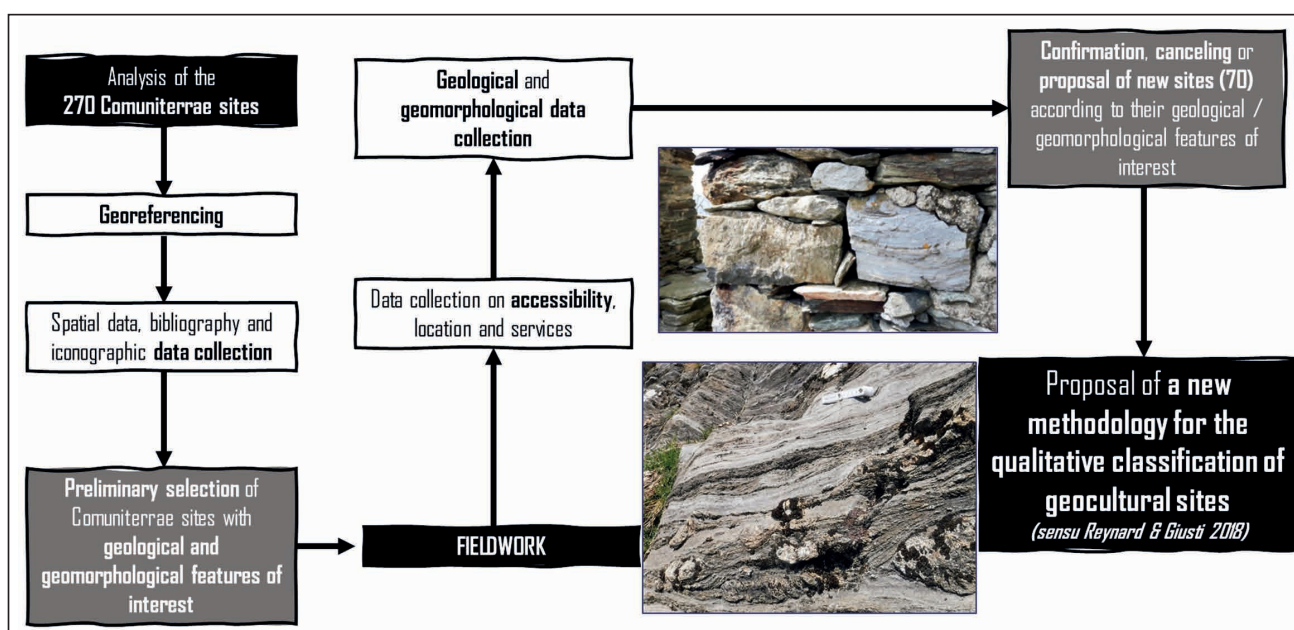 Analysis of the
270 Comuniterrae sites
Georeferencing
Spatial data, bibliography and
iconographic data collection
Preliminary selection of
Comuniterrae sites with
geological and
geomorphological features of
interest
FIELDWORK
Data collection on accessibility,
location and services
Geological and
geomorphological data
collection
Confirmation, canceling or
proposal of new sites (70)
according to their geological /
geomorphological features of
interest
Proposal of a new
methodology for the
qualitative classification of
geocultural sites
(sensu Reynard & Giusti 2018)